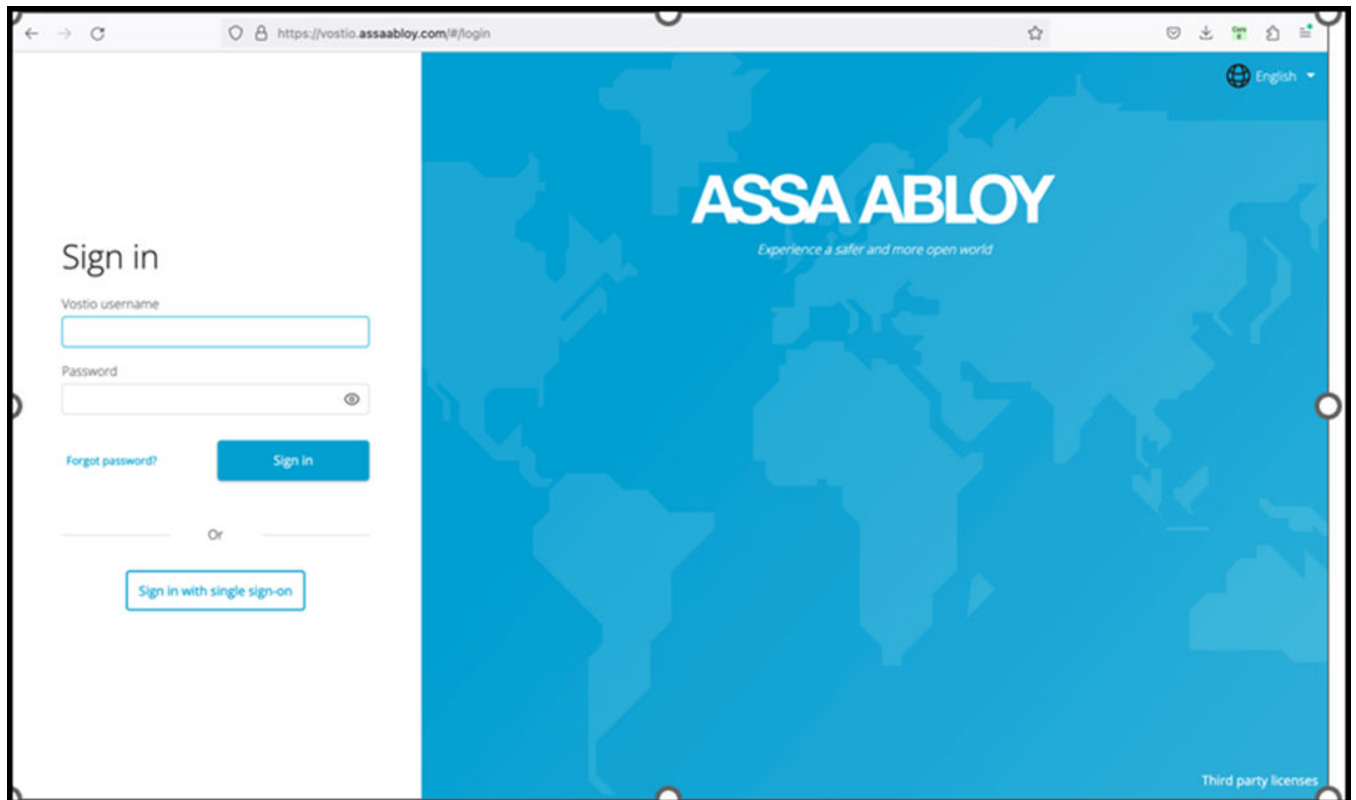 https://vostio.assaabloy.com/#/login
English
ASSA ABLOY
Experience a safer and more open world
Sign in
Vostio username
Password
Forgot password?
Sign in
Or
Sign in with single sign-on
Third party licenses